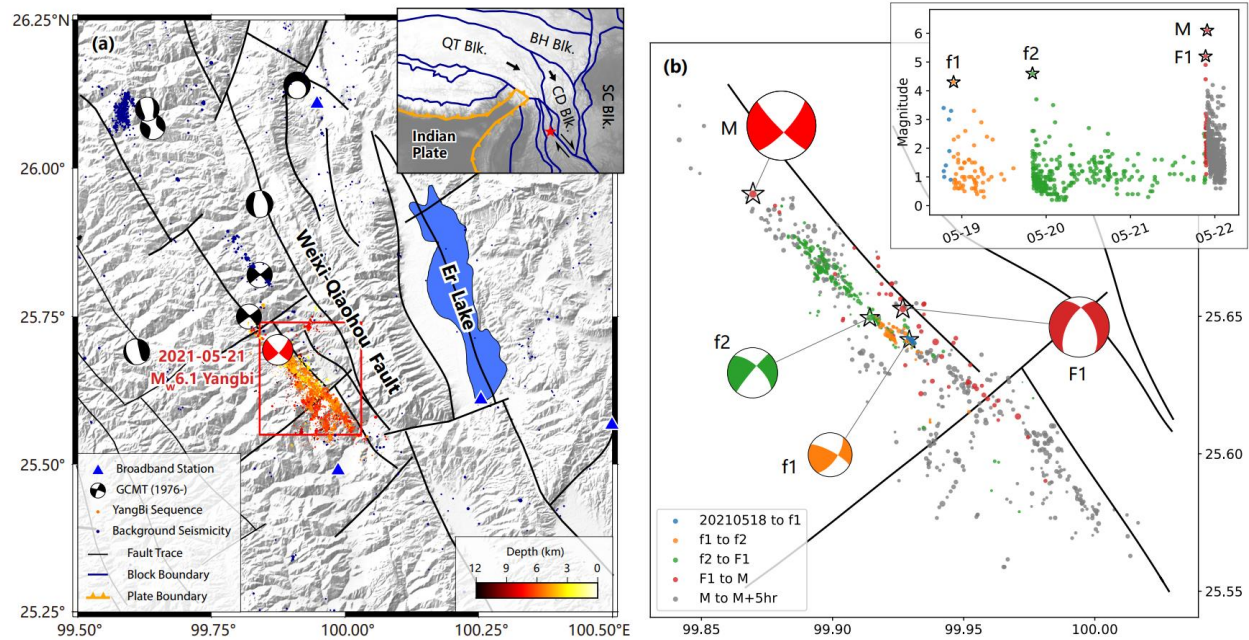 26.25°N
26.00°
25.75°
25.50°
25.25°
99.50°
99.75°
100.00°
100.25°
100.50°E
(a)
QT Blk.
BH Blk.
CD Blk.
SC Blk.
Indian
Plate
Weixi-Qiaohou Fault
Er-Lake
2021-05-21
Mw6.1 Yangbi
Broadband Station
GCMT (1976-)
YangBi Sequence
Background Seismicity
Fault Trace
Block Boundary
Plate Boundary
Depth (km)
12 9 6 3 0
(b)
M
f2
f1
F1
Magnitude
6
5
4
3
2
1
0
f1
f2
M
F1
05-19
05-20
05-21
05-22
20210518 to f1
f1 to f2
f2 to F1
F1 to M
M to M+5hr
25.65
25.60
25.55
99.85
99.90
99.95
100.00